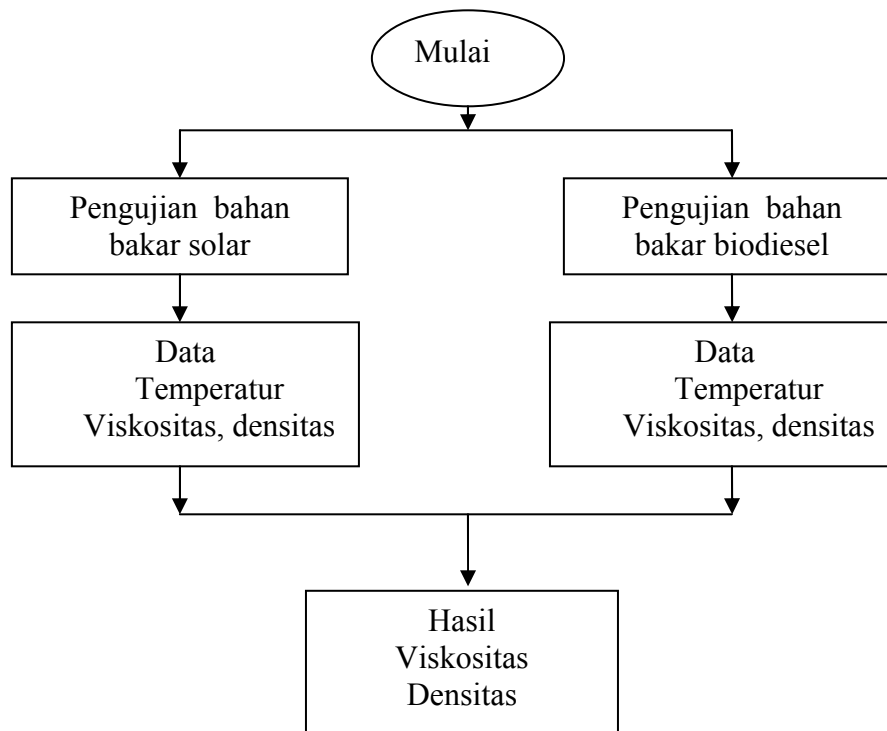 Mulai
Pengujian bahan
bakar solar
Pengujian bahan
bakar biodiesel
Data
Temperatur
Viskositas, densitas
Data
Temperatur
Viskositas, densitas
Hasil
Viskositas
Densitas